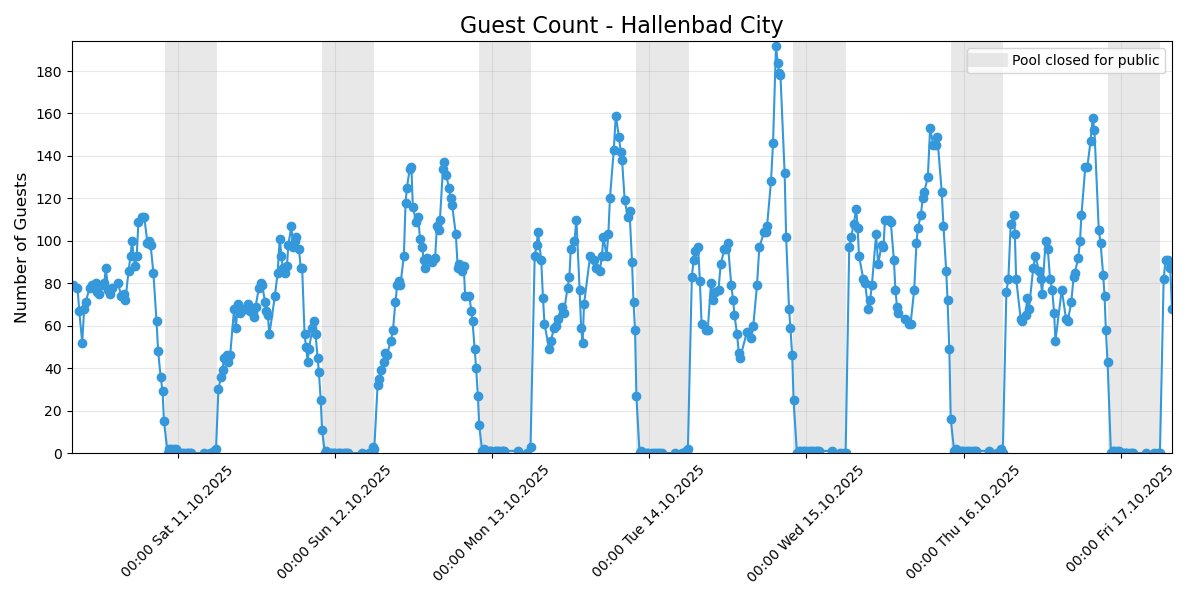 Guest Count - Hallenbad City
Pool closed for public
Number of Guests
180
160
140
120
100
80
60
40
20
0
00:00 Sat 11.10.2025
00:00 Sun 12.10.2025
00:00 Mon 13.10.2025
00:00 Tue 14.10.2025
00:00 Wed 15.10.2025
00:00 Thu 16.10.2025
00:00 Fri 17.10.2025